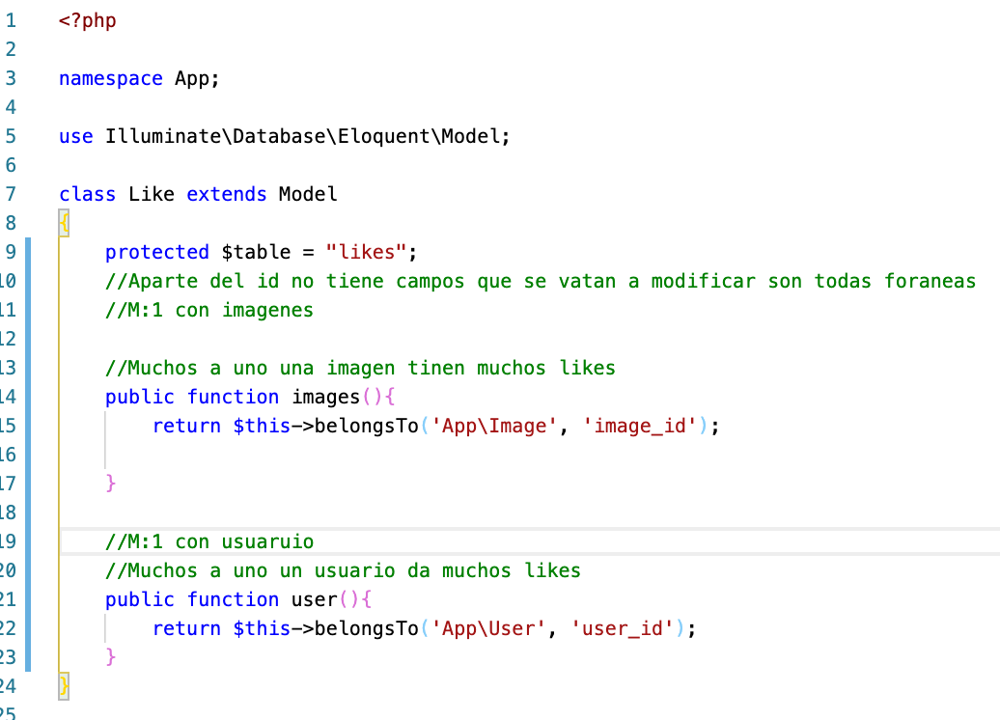 1 <?php
2
3 namespace App;
4
5 use Illuminate\Database\Eloquent\Model;
6
7 class Like extends Model
8 {
9 protected $table = "likes";
10 //Aparte del id no tiene campos que se vatan a modificar son todas foraneas
11 //M:1 con imagenes
12
13 //Muchos a uno una imagen tinen muchos likes
14 public function images(){
15 return $this->belongsTo('App\Image', 'image_id');
16
17 }
18
19 //M:1 con usuaruio
20 //Muchos a uno un usuario da muchos likes
21 public function user(){
22 return $this->belongsTo('App\User', 'user_id');
23 }
24 }
25